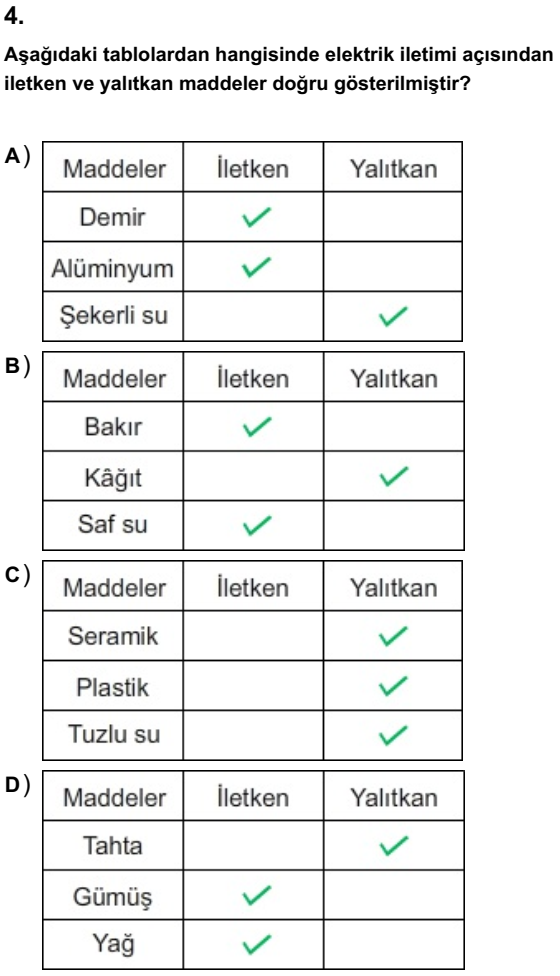 4.
Aşağıdaki tablolardan hangisinde elektrik iletimi açısından
iletken ve yalıtkan maddeler doğru gösterilmiştir?
A)
Maddeler İletken Yalıtkan
Demir ✓
Alüminyum ✓
Şekerli su ✓
B)
Maddeler İletken Yalıtkan
Bakır ✓
Kâğıt ✓
Saf su ✓
C)
Maddeler İletken Yalıtkan
Seramik ✓
Plastik ✓
Tuzlu su ✓
D)
Maddeler İletken Yalıtkan
Tahta ✓
Gümüş ✓
Yağ ✓